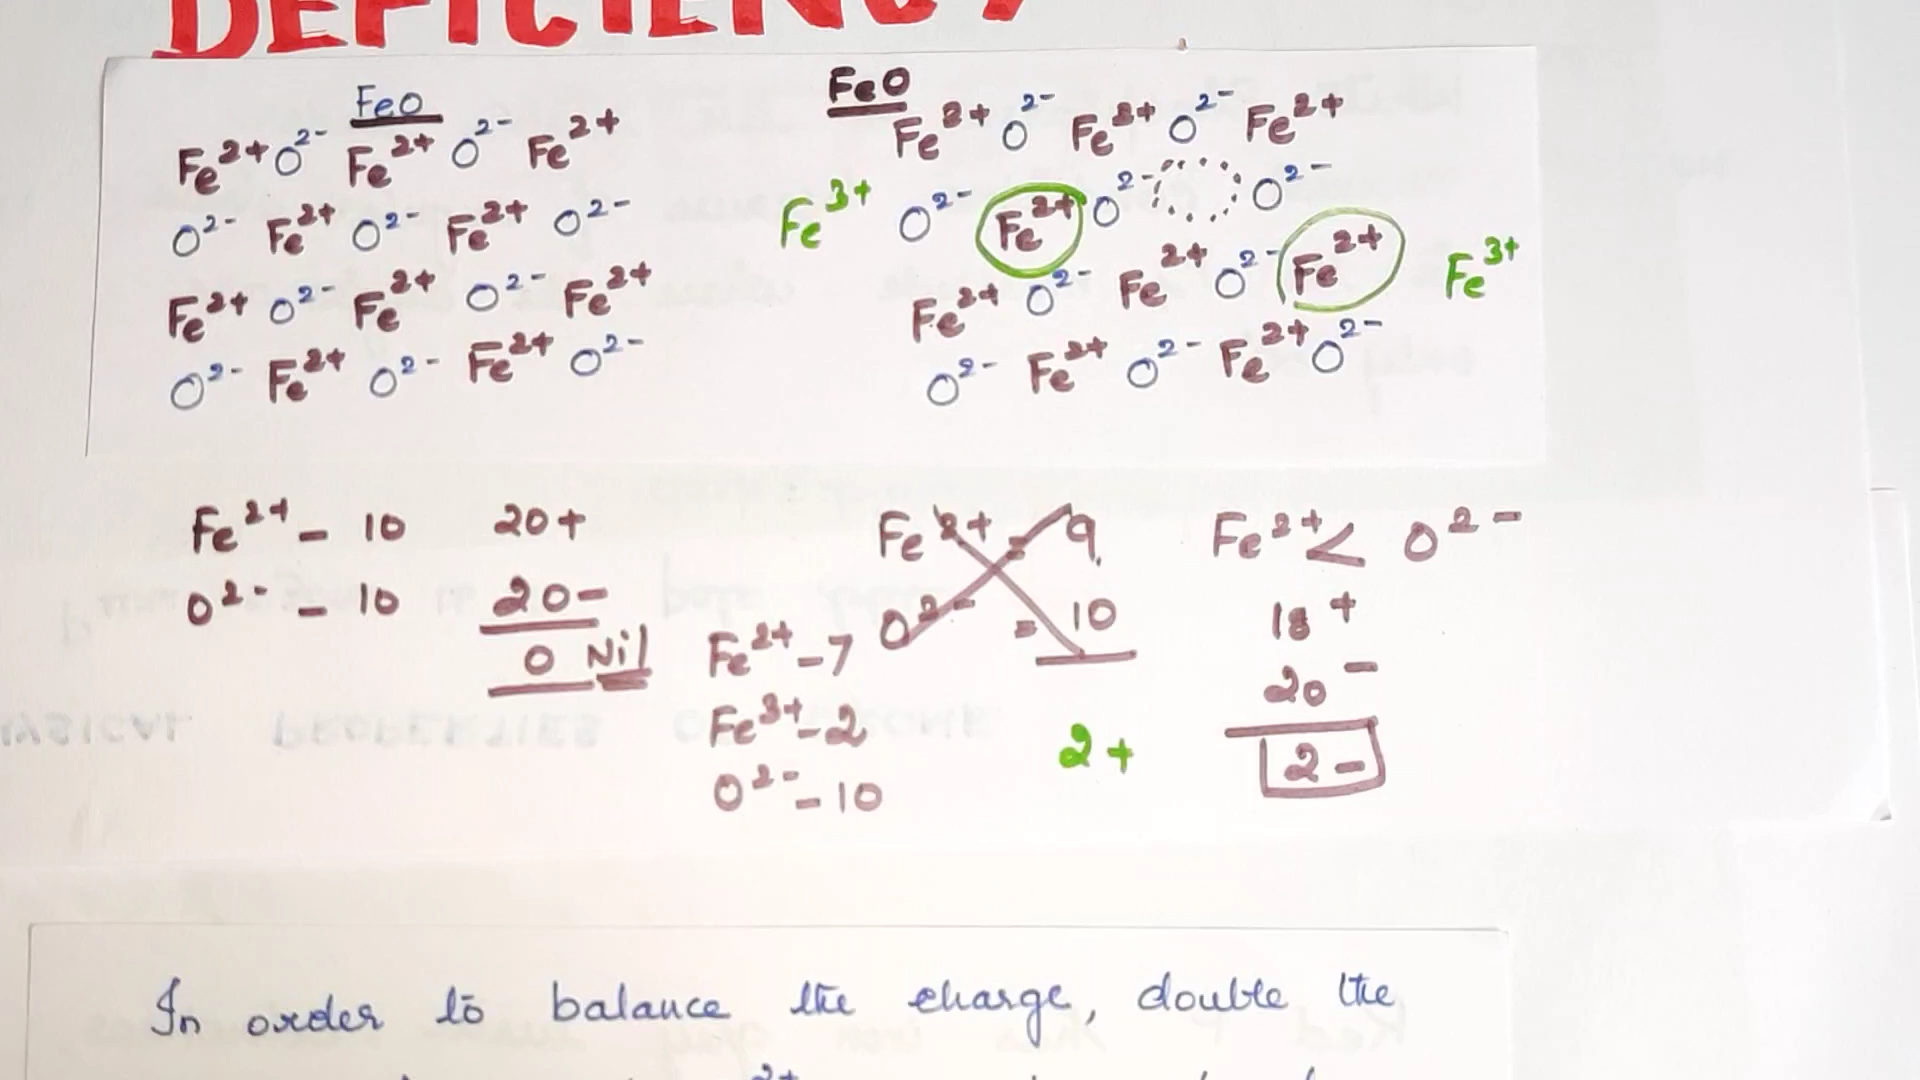 DEFICIENCY
FeO
Fe²⁺ O²⁻ Fe²⁺ O²⁻ Fe²⁺
O²⁻ Fe²⁺ O²⁻ Fe²⁺ O²⁻
Fe²⁺ O²⁻ Fe²⁺ O²⁻ Fe²⁺
O²⁻ Fe²⁺ O²⁻ Fe²⁺ O²⁻
FeO
Fe²⁺ O²⁻ Fe²⁺ O²⁻ Fe²⁺
Fe³⁺ O²⁻ Fe²⁺ O²⁻ O²⁻
Fe²⁺ O²⁻ Fe²⁺ O²⁻ Fe²⁺ Fe³⁺
O²⁻ Fe²⁺ O²⁻ Fe²⁺ O²⁻
Fe²⁺ - 10 20+
O²⁻ - 10 20-
0 Nil
Fe²⁺ = 9
O²⁻ = 10
Fe²⁺ - 7
Fe³⁺ - 2
O²⁻ - 10
2+
Fe²⁺ < O²⁻
18+
20-
2-
In order to balance the charge, double the